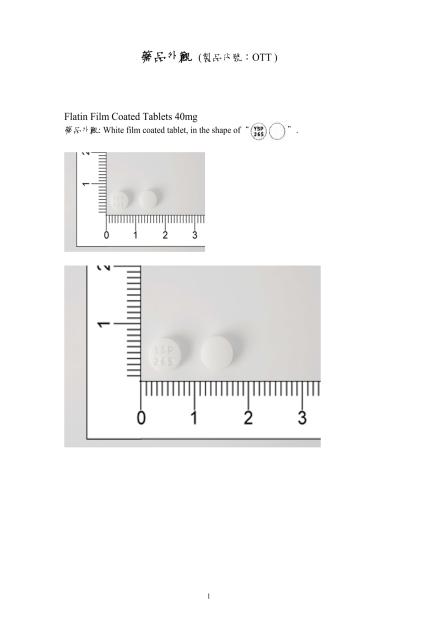 藥品外觀 (製品代號：OTT )
Flatin Film Coated Tablets 40mg
藥品外觀: White film coated tablet, in the shape of “ YSP 265 ” .
2
1
0 1 2 3
2
1
YSP
265
0 1 2 3
1